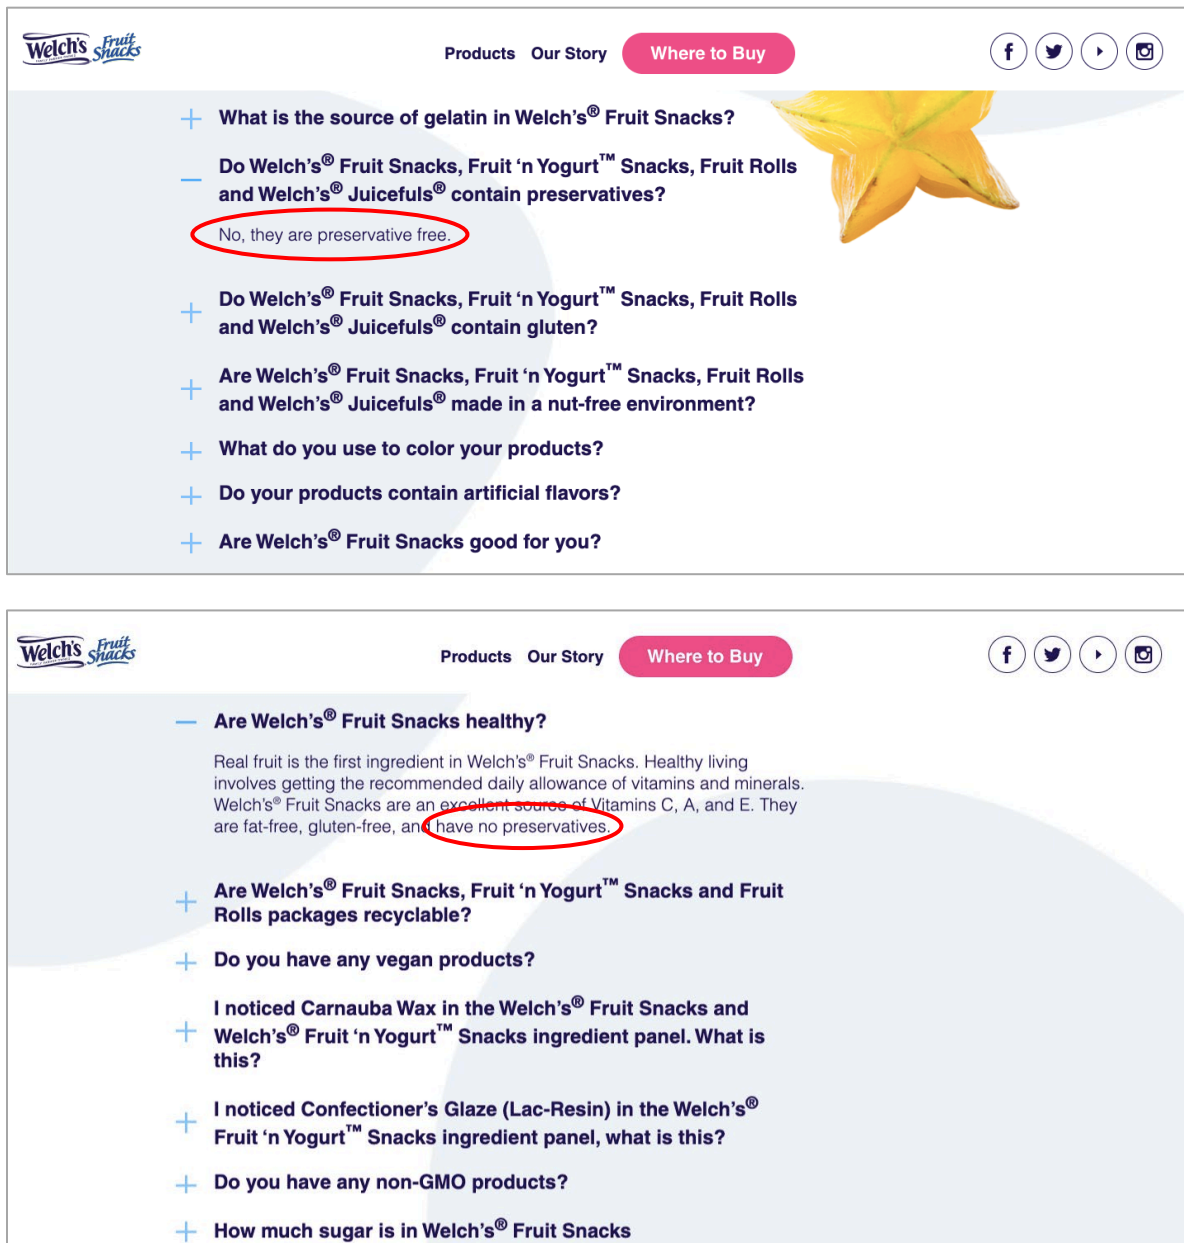 Welch's Fruit Snacks
Products Our Story Where to Buy
What is the source of gelatin in Welch's® Fruit Snacks?
Do Welch's® Fruit Snacks, Fruit 'n Yogurt™ Snacks, Fruit Rolls
and Welch's® Juicefuls® contain preservatives?
No, they are preservative free.
Do Welch's® Fruit Snacks, Fruit 'n Yogurt™ Snacks, Fruit Rolls
and Welch's® Juicefuls® contain gluten?
Are Welch's® Fruit Snacks, Fruit 'n Yogurt™ Snacks, Fruit Rolls
and Welch's® Juicefuls® made in a nut-free environment?
What do you use to color your products?
Do your products contain artificial flavors?
Are Welch's® Fruit Snacks good for you?
Welch's Fruit Snacks
Products Our Story Where to Buy
Are Welch's® Fruit Snacks healthy?
Real fruit is the first ingredient in Welch's® Fruit Snacks. Healthy living
involves getting the recommended daily allowance of vitamins and minerals.
Welch's® Fruit Snacks are an excellent source of Vitamins C, A, and E. They
are fat-free, gluten-free, and have no preservatives.
Are Welch's® Fruit Snacks, Fruit 'n Yogurt™ Snacks and Fruit
Rolls packages recyclable?
Do you have any vegan products?
I noticed Carnauba Wax in the Welch's® Fruit Snacks and
Welch's® Fruit 'n Yogurt™ Snacks ingredient panel. What is
this?
I noticed Confectioner's Glaze (Lac-Resin) in the Welch's®
Fruit 'n Yogurt™ Snacks ingredient panel, what is this?
Do you have any non-GMO products?
How much sugar is in Welch's® Fruit Snacks